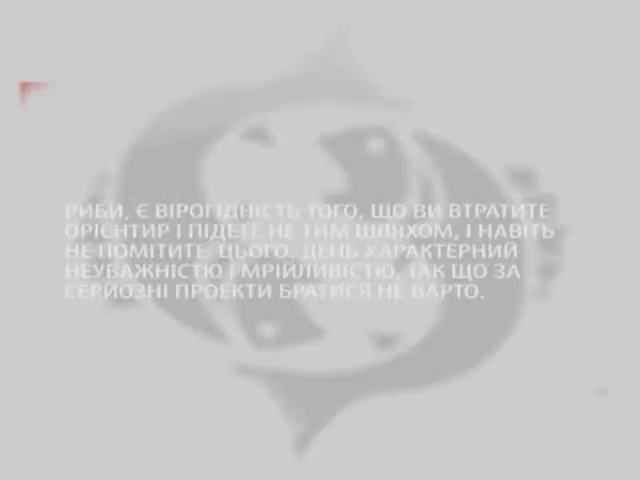 РИБИ, Є ВІРОГІДНІСТЬ ТОГО, ЩО ВИ ВТРАТИТЕ
ОРІЄНТИР І ПІДЕТЕ НЕ ТИМ ШЛЯХОМ, І НАВІТЬ
НЕ ПОМІТИТЕ ЦЬОГО. ДЕНЬ ХАРАКТЕРНИЙ
НЕУВАЖНІСТЮ І МРІЙЛИВІСТЮ, ТАК ЩО ЗА
СЕРЙОЗНІ ПРОЕКТИ БРАТИСЯ НЕ ВАРТО.